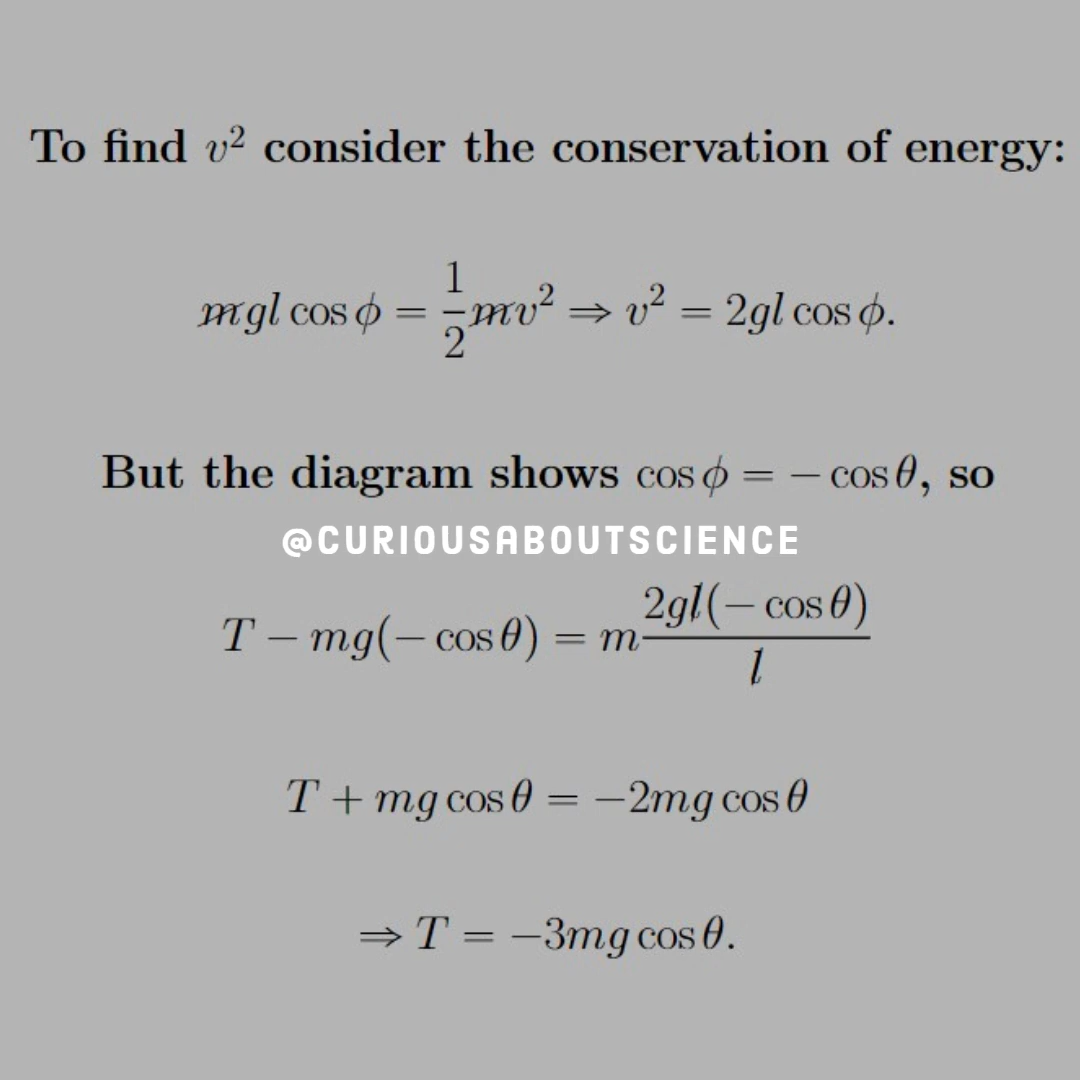 To find v² consider the conservation of energy:
mgl cos ϕ = 1/2 mv² ⇒ v² = 2gl cos ϕ.
But the diagram shows cos ϕ = − cos θ, so
@CURIOUSABOUTSCIENCE
T − mg(− cos θ) = m 2gl(− cos θ)/l
T + mg cos θ = −2mg cos θ
⇒ T = −3mg cos θ.